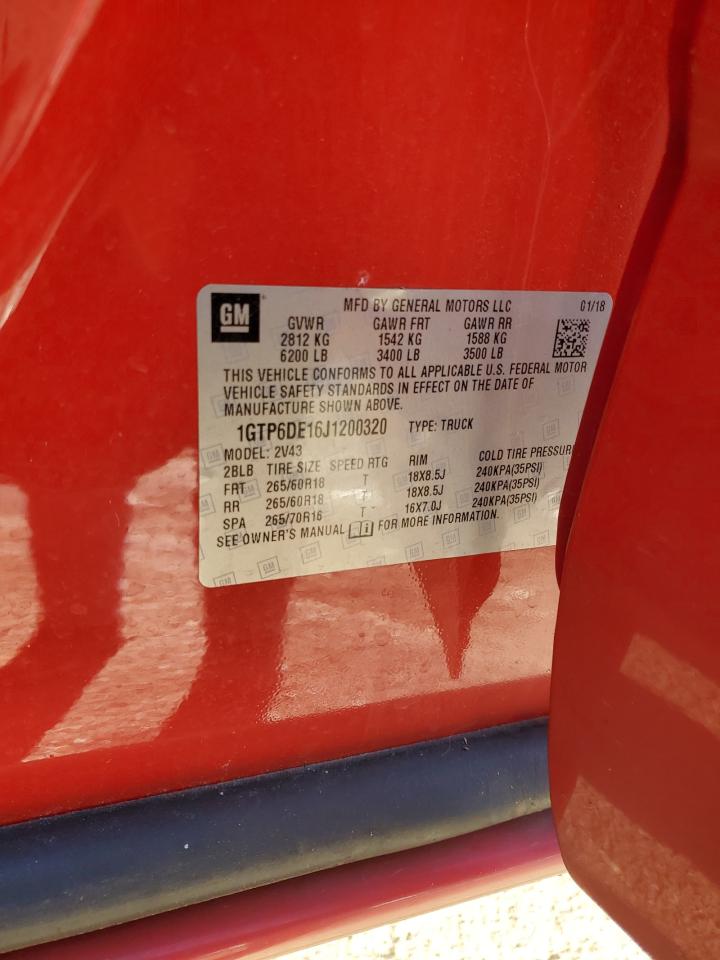 GM MFD BY GENERAL MOTORS LLC 01/18
GVWR GAWR FRT GAWR RR
2812 KG 1542 KG 1588 KG
6200 LB 3400 LB 3500 LB
THIS VEHICLE CONFORMS TO ALL APPLICABLE U.S. FEDERAL MOTOR
VEHICLE SAFETY STANDARDS IN EFFECT ON THE DATE OF
MANUFACTURE SHOWN ABOVE.
1GTP6DE16J1200320 TYPE: TRUCK
MODEL: 2V43
2BLB TIRE SIZE SPEED RTG RIM COLD TIRE PRESSUR
FRT 265/60R18 T 18X8.5J 240KPA(35PSI)
RR 265/60R18 T 18X8.5J 240KPA(35PSI)
SPA 265/70R16 T 16X7.0J 240KPA(35PSI)
SEE OWNER'S MANUAL FOR MORE INFORMATION.